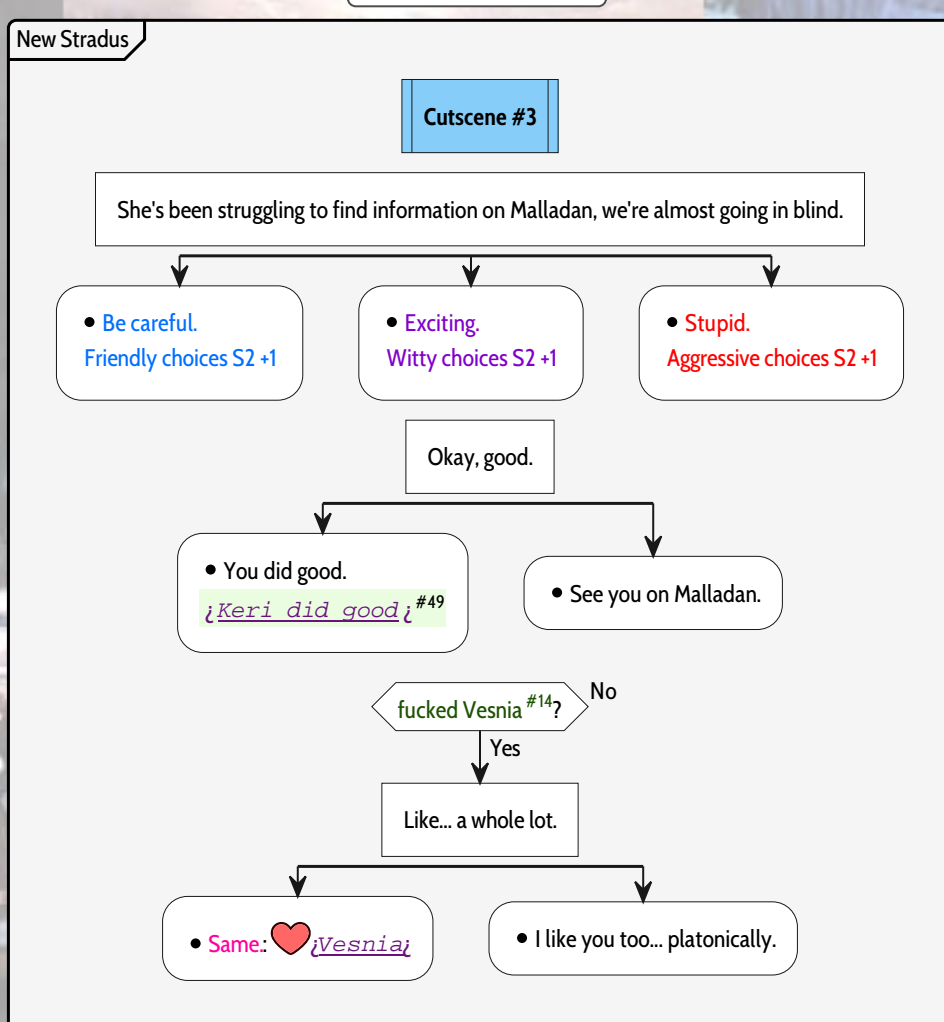 New Stradus
Cutscene #3
She's been struggling to find information on Malladan, we're almost going in blind.
• Be careful.
Friendly choices S2 +1
• Exciting.
Witty choices S2 +1
• Stupid.
Aggressive choices S2 +1
Okay, good.
• You did good.
¿Keri did good¿ #49
• See you on Malladan.
fucked Vesnia #14?
No
Yes
Like... a whole lot.
• Same.: ❤¿Vesnia¿
• I like you too... platonically.